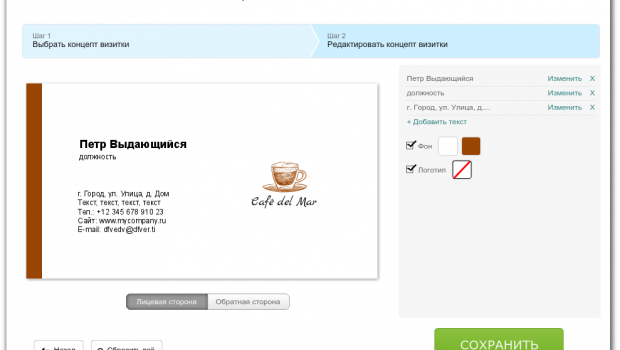 Шаг 1
Выбрать концепт визитки
Шаг 2
Редактировать концепт визитки
Петр Выдающийся
должность
г. Город, ул. Улица, д. Дом
Текст, текст, текст, текст
Тел.: +12 345 678 910 23
Сайт: www.mycompany.ru
E-mail: dfvedv@dfver.ti
Café del Mar
Лицевая сторона Обратная сторона
Петр Выдающийся Изменить X
должность Изменить X
г. Город, ул. Улица, д.... Изменить X
+ Добавить текст
Фон
Логотип
Назад
Сбросить всё
СОХРАНИТЬ